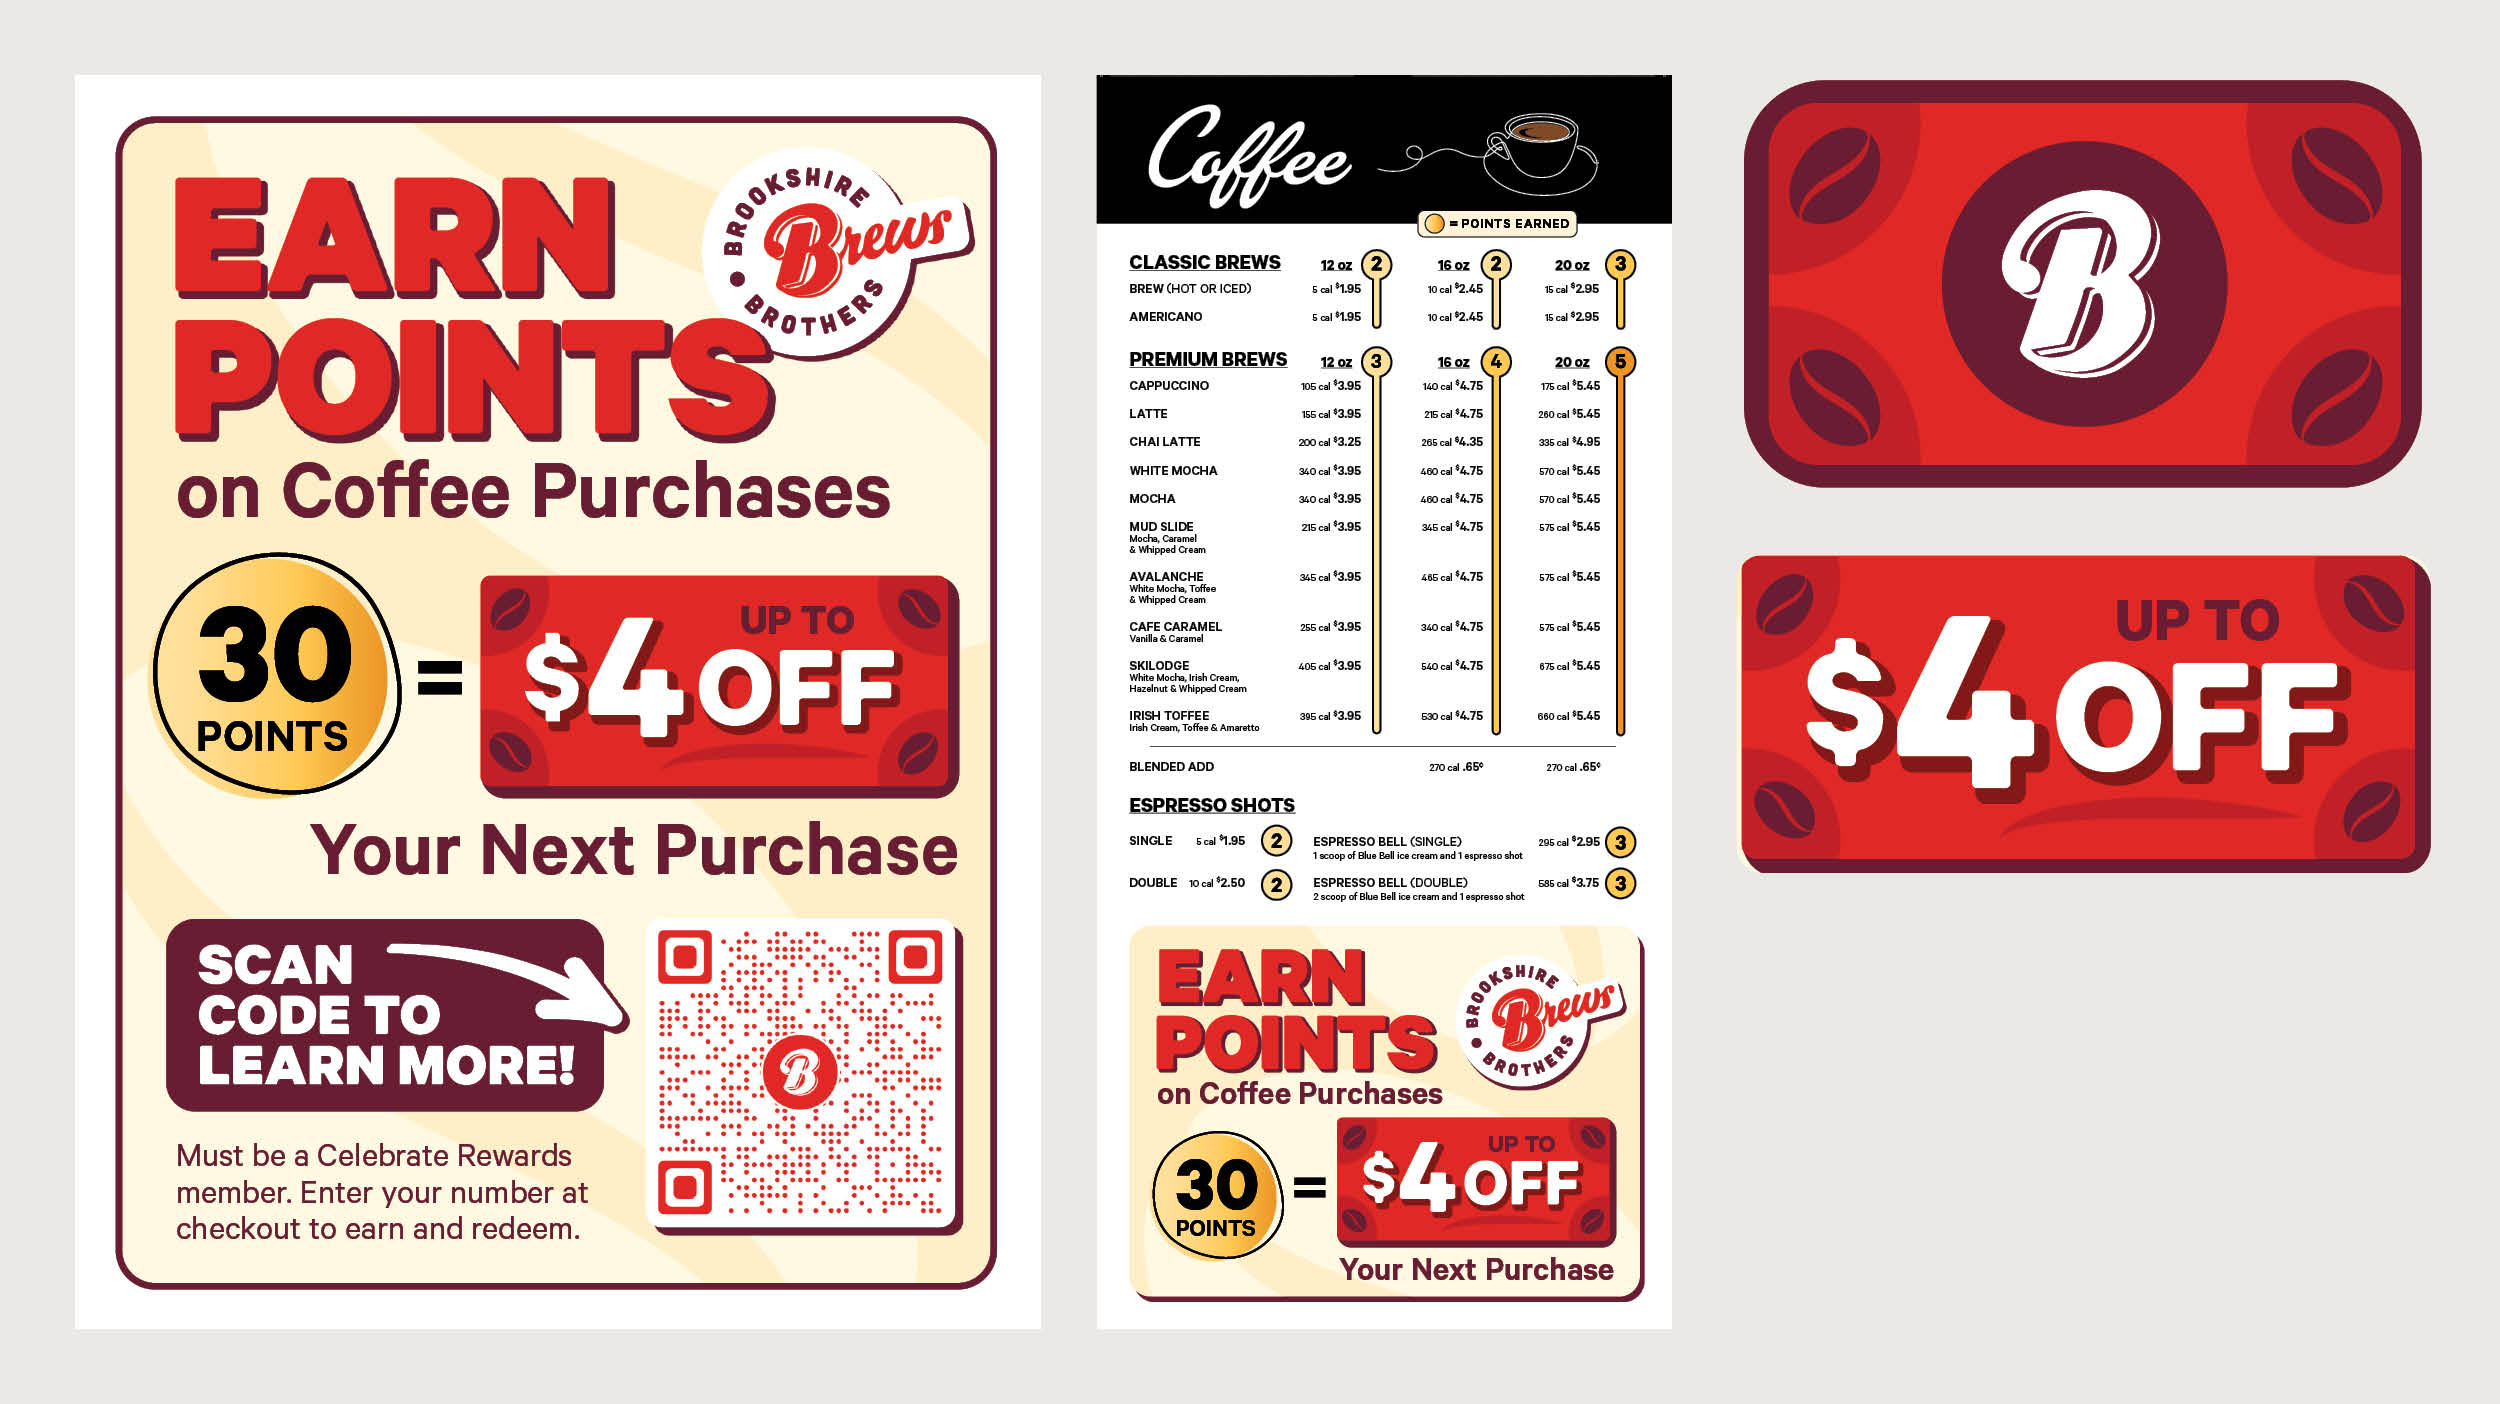 EARN
POINTS
on Coffee Purchases
BROOKSHIRE
Brews
BROTHERS
30
POINTS
=
UP TO
$4 OFF
Your Next Purchase
SCAN
CODE TO
LEARN MORE!
B
Must be a Celebrate Rewards
member. Enter your number at
checkout to earn and redeem.
Coffee
= POINTS EARNED
CLASSIC BREWS 12 oz 2 16 oz 2 20 oz 3
BREW (HOT OR ICED) 5 cal $1.95 10 cal $2.45 15 cal $2.95
AMERICANO 5 cal $1.95 10 cal $2.45 15 cal $2.95
PREMIUM BREWS 12 oz 3 16 oz 4 20 oz 5
CAPPUCCINO 105 cal $3.95 140 cal $4.75 175 cal $5.45
LATTE 155 cal $3.95 215 cal $4.75 260 cal $5.45
CHAI LATTE 200 cal $3.25 265 cal $4.35 335 cal $4.95
WHITE MOCHA 340 cal $3.95 460 cal $4.75 570 cal $5.45
MOCHA 340 cal $3.95 460 cal $4.75 570 cal $5.45
MUD SLIDE 215 cal $3.95 345 cal $4.75 575 cal $5.45
Mocha, Caramel
& Whipped Cream
AVALANCHE 345 cal $3.95 465 cal $4.75 575 cal $5.45
White Mocha, Toffee
& Whipped Cream
CAFE CARAMEL 255 cal $3.95 340 cal $4.75 575 cal $5.45
Vanilla & Caramel
SKILODGE 405 cal $3.95 540 cal $4.75 675 cal $5.45
White Mocha, Irish Cream,
Hazelnut & Whipped Cream
IRISH TOFFEE 395 cal $3.95 530 cal $4.75 660 cal $5.45
Irish Cream, Toffee & Amaretto
BLENDED ADD 270 cal .65¢ 270 cal .65¢
ESPRESSO SHOTS
SINGLE 5 cal $1.95 2 ESPRESSO BELL (SINGLE) 295 cal $2.95 3
1 scoop of Blue Bell ice cream and 1 espresso shot
DOUBLE 10 cal $2.50 2 ESPRESSO BELL (DOUBLE) 585 cal $3.75 3
2 scoop of Blue Bell ice cream and 1 espresso shot
EARN
POINTS
on Coffee Purchases
BROOKSHIRE
Brews
BROTHERS
30
POINTS
=
UP TO
$4 OFF
Your Next Purchase
B
UP TO
$4 OFF